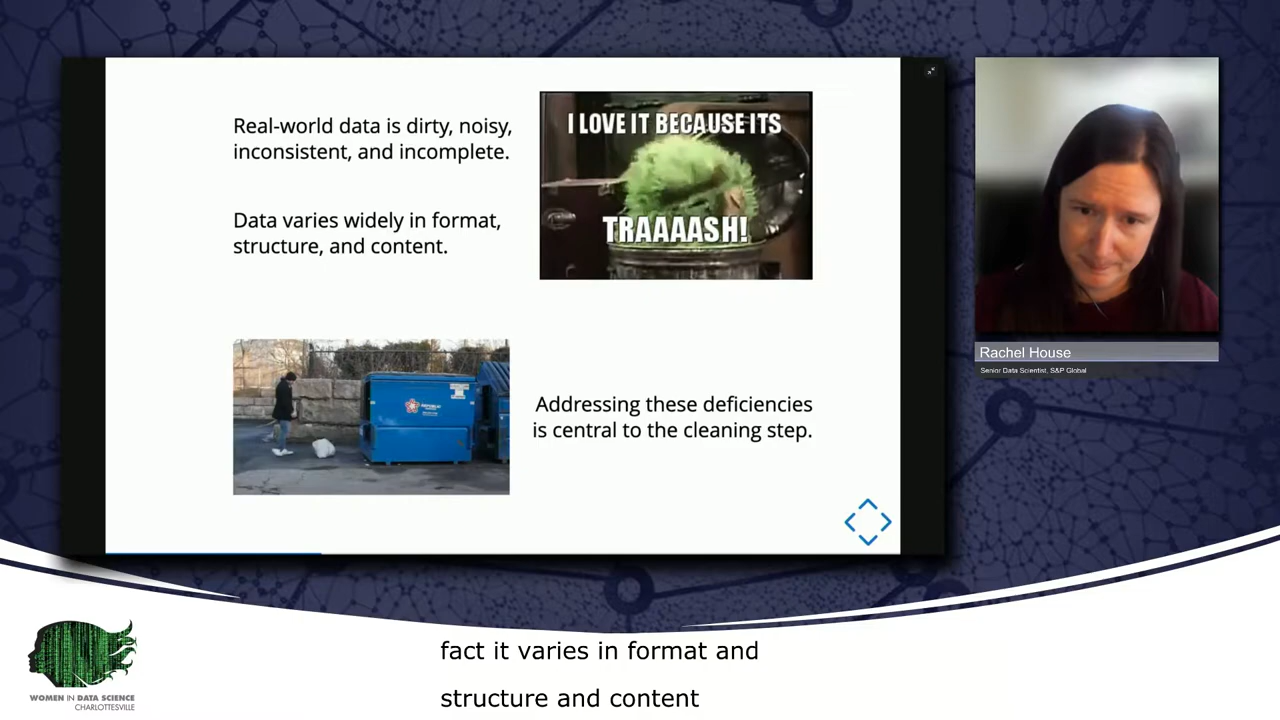 Real-world data is dirty, noisy,
inconsistent, and incomplete.
Data varies widely in format,
structure, and content.
I LOVE IT BECAUSE ITS
TRAAAASH!
Addressing these deficiencies
is central to the cleaning step.
Rachel House
Senior Data Scientist, S&P Global
fact it varies in format and
structure and content
WOMEN IN DATA SCIENCE
CHARLOTTESVILLE